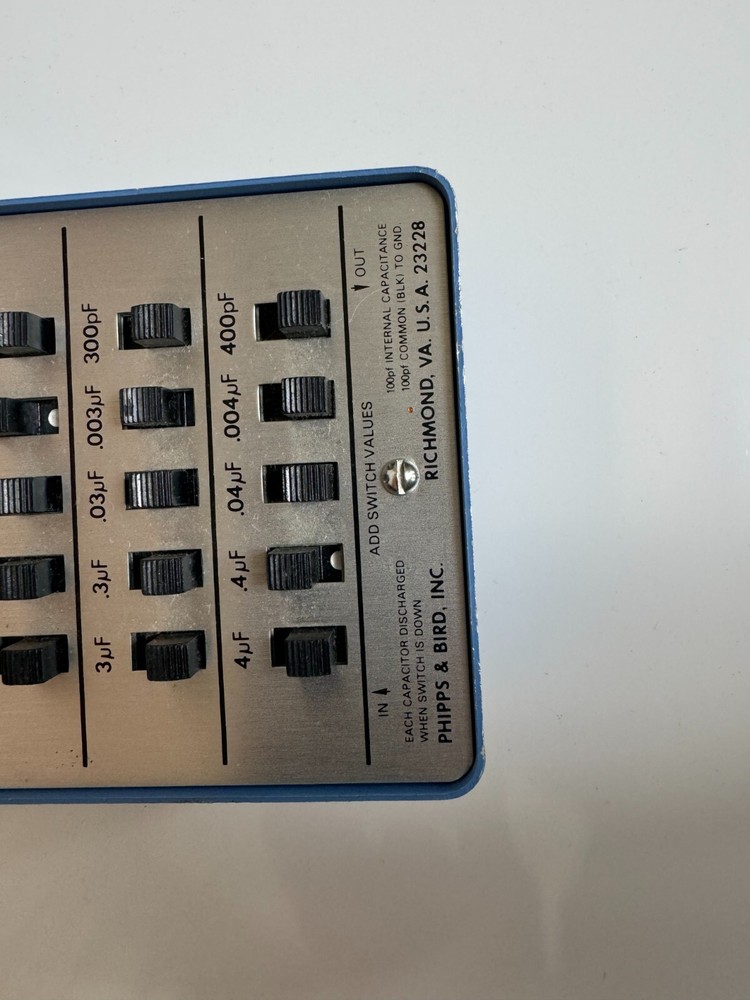 3µF .3µF .03µF .003µF 300pF
4µF .4µF .04µF .004µF 400pF
IN ADD SWITCH VALUES OUT
EACH CAPACITOR DISCHARGED 100pf INTERNAL CAPACITANCE
WHEN SWITCH IS DOWN 100pf COMMON (BLK) TO GND.
PHIPPS & BIRD, INC. RICHMOND, VA. U.S.A. 23228